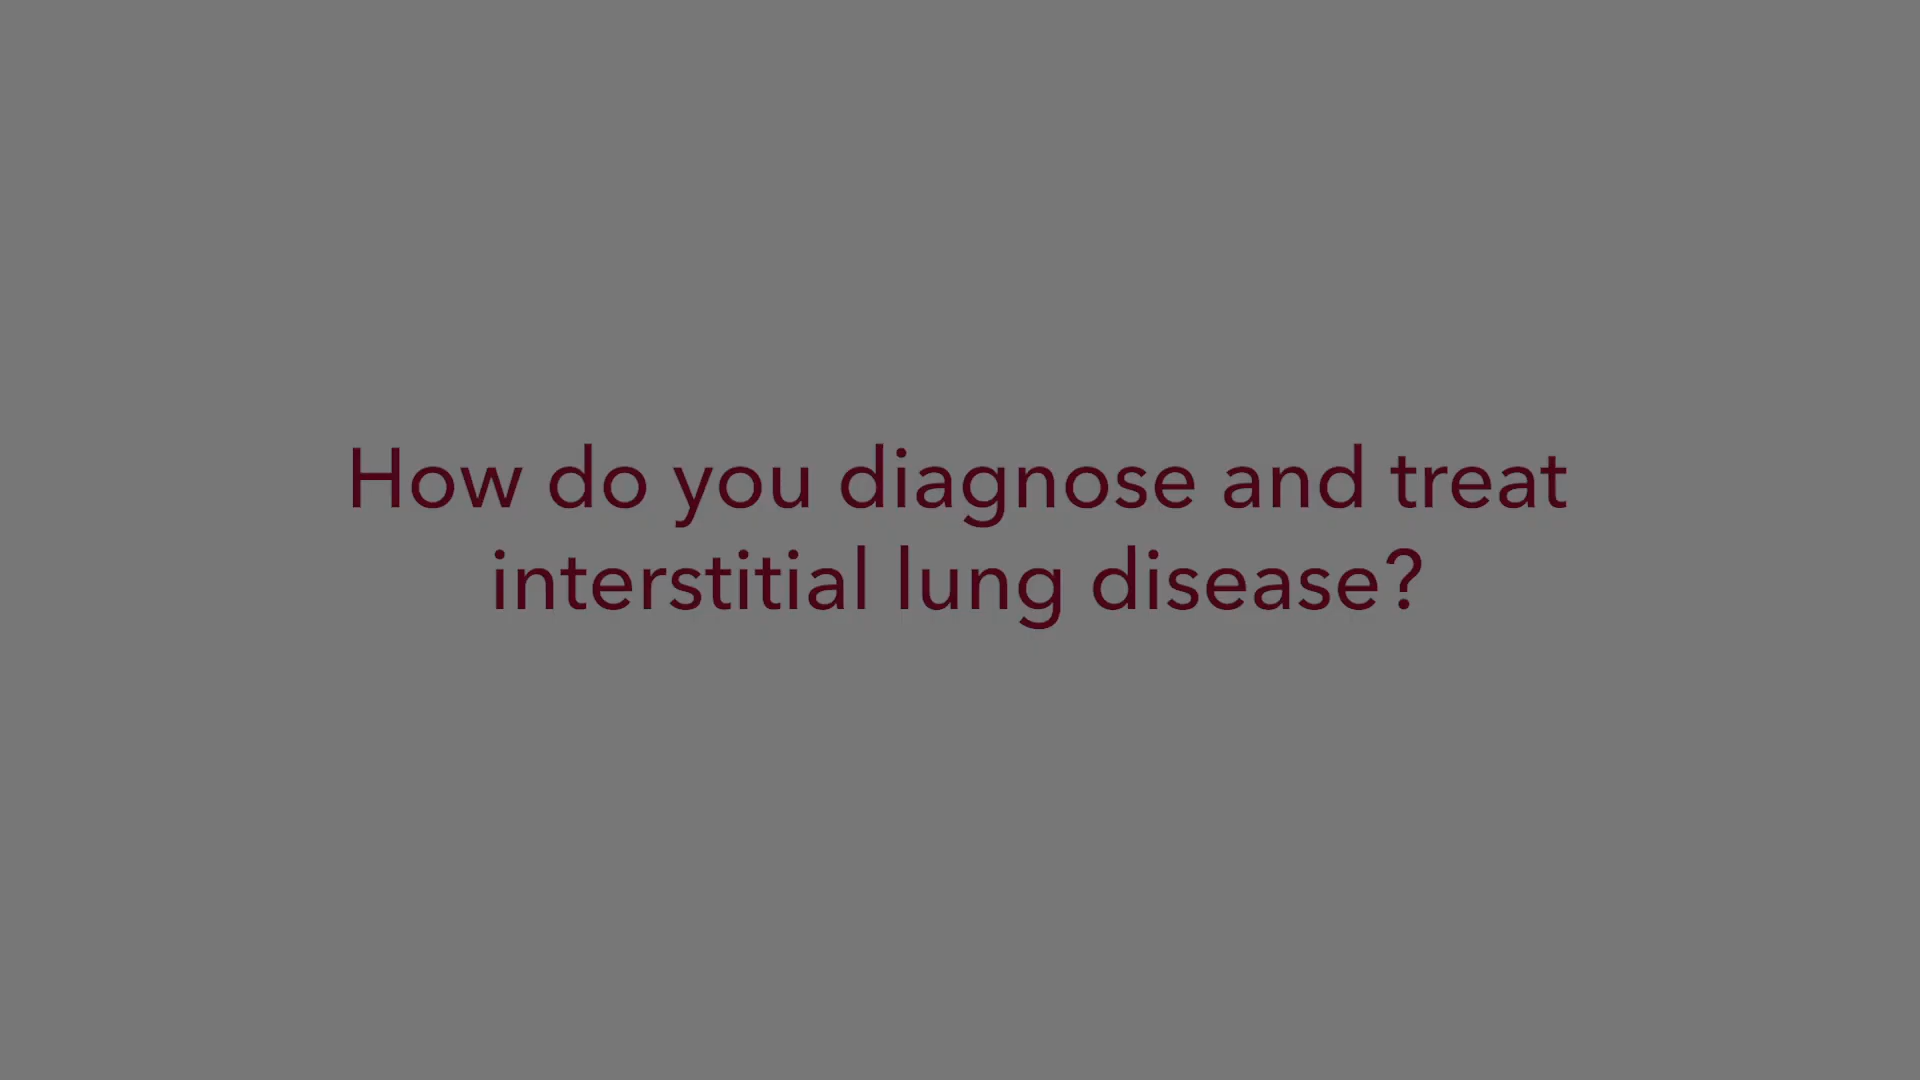 How do you diagnose and treat
interstitial lung disease?